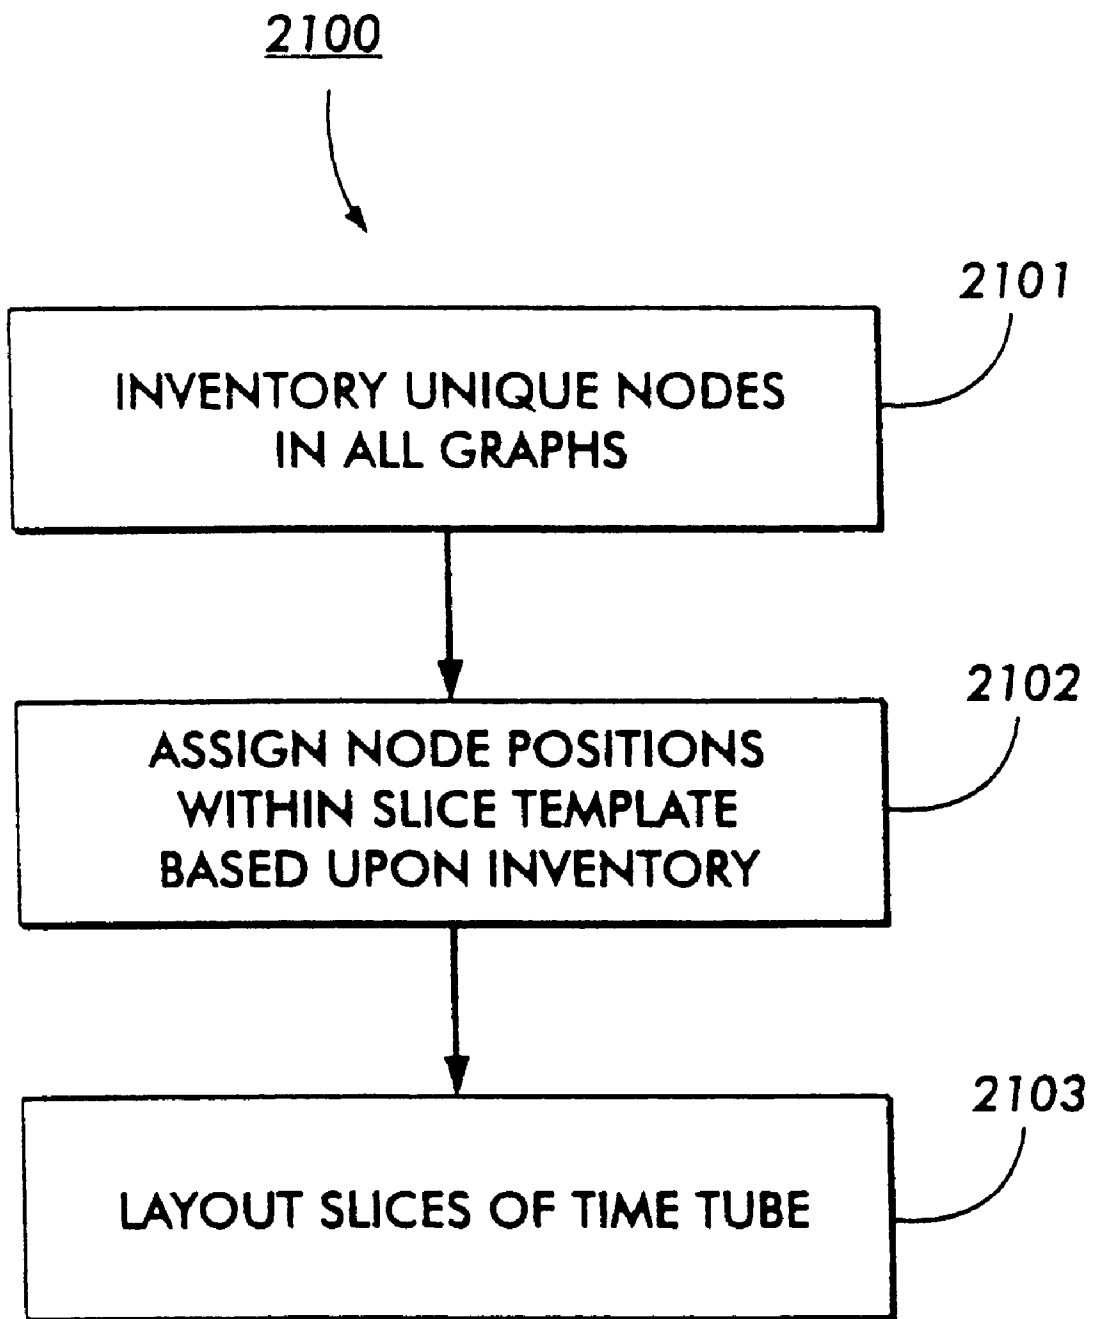 2100
2101
INVENTORY UNIQUE NODES
IN ALL GRAPHS
2102
ASSIGN NODE POSITIONS
WITHIN SLICE TEMPLATE
BASED UPON INVENTORY
2103
LAYOUT SLICES OF TIME TUBE